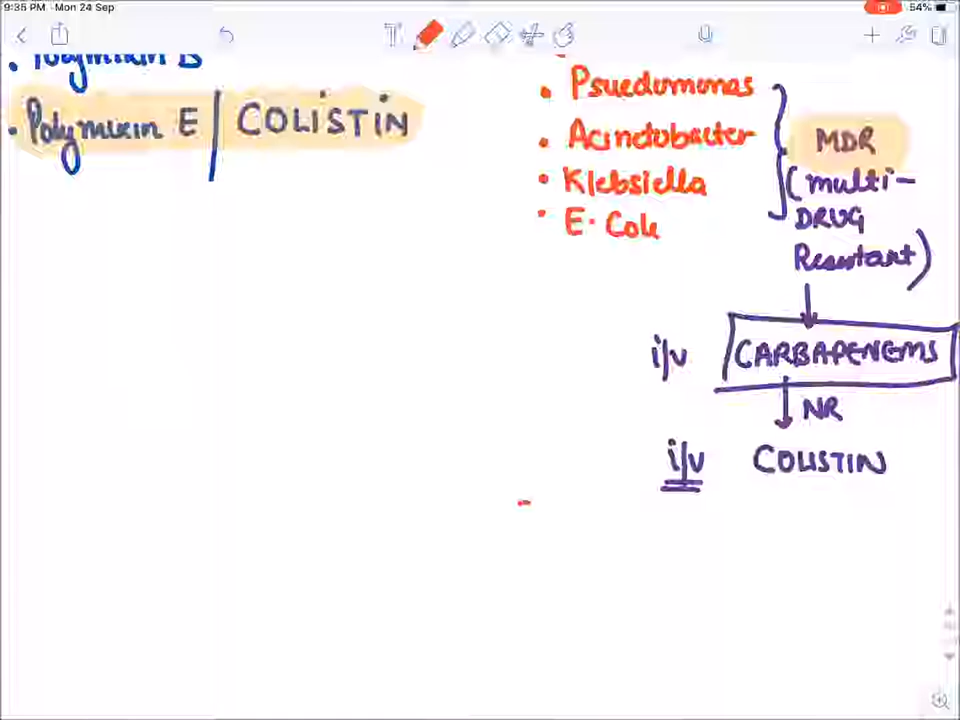 9:35 PM Mon 24 Sep
54%
• Polymixin B
• Polymixin E | COLISTIN
• Psuedomonas
• Acinetobacter
• Klebsiella
• E. Coli
MDR
(multi-
DRUG
Resistant)
i/v CARBAPENEMS
NR
i/v COLISTIN